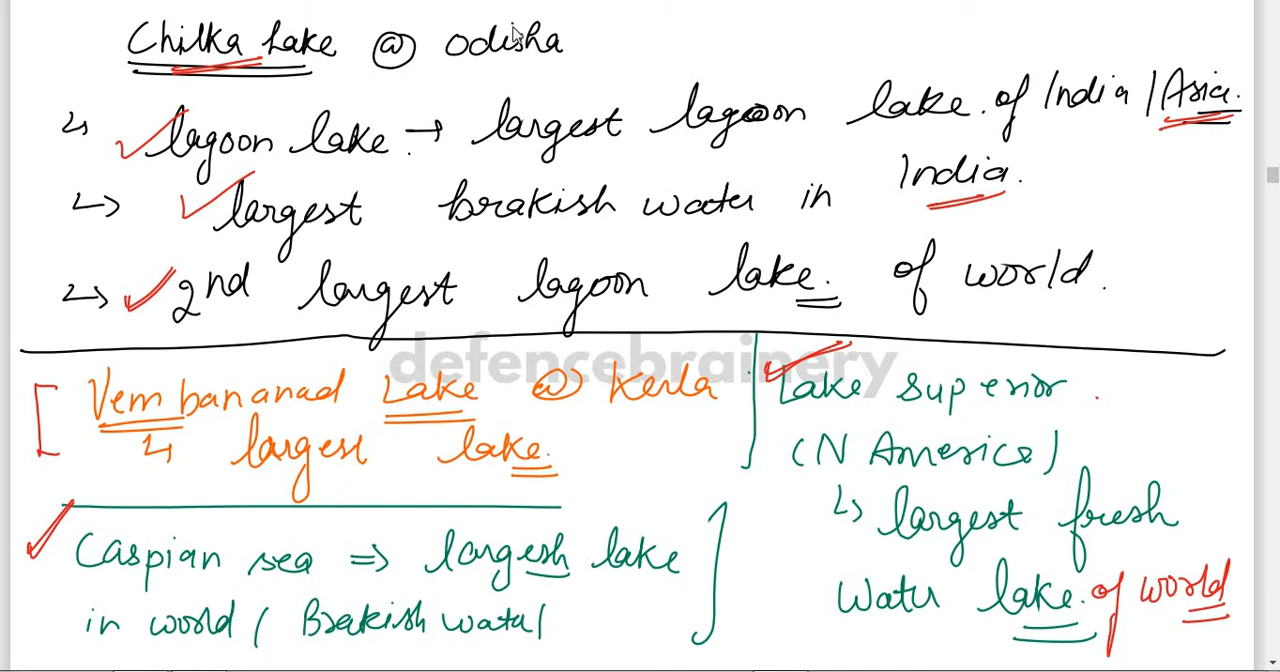 Chilka Lake @ odisha
↳ lagoon lake. → largest lagoon lake. of India / Asia.
↳ largest brakish water in India.
↳ 2nd largest lagoon lake. of world.
defencebrainery
Vembananad Lake @ Kerla
↳ largest lake.
Lake superior.
(N America)
↳ largest fresh
water lake. of world
Caspian sea ⇒ largesh lake
in world ( Brakish water )